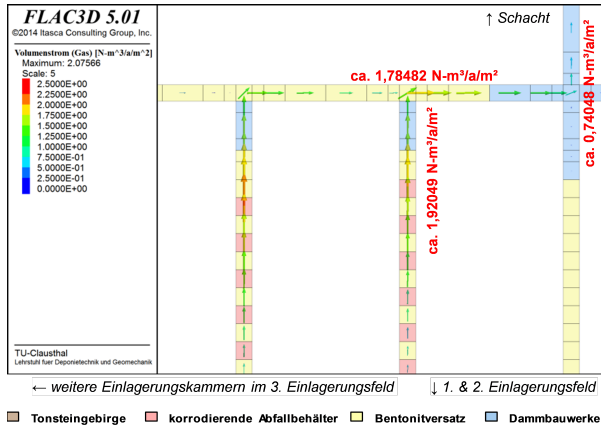 FLAC3D 5.01
©2014 Itasca Consulting Group, Inc.
Volumenstrom (Gas) [N-m^3/a/m^2]
Maximum: 2.07566
Scale: 5
2.5000E+00
2.2500E+00
2.0000E+00
1.7500E+00
1.5000E+00
1.2500E+00
1.0000E+00
7.5000E-01
5.0000E-01
2.5000E-01
0.0000E+00
TU-Clausthal
Lehrstuhl fuer Deponietechnik und Geomechanik
↑ Schacht
ca. 1,78482 N-m³/a/m²
ca. 1,92049 N-m³/a/m²
ca. 0,74048 N-m³/a/m²
← weitere Einlagerungskammern im 3. Einlagerungsfeld
↓ 1. & 2. Einlagerungsfeld
Tonsteingebirge
korrodierende Abfallbehälter
Bentonitversatz
Dammbauwerke